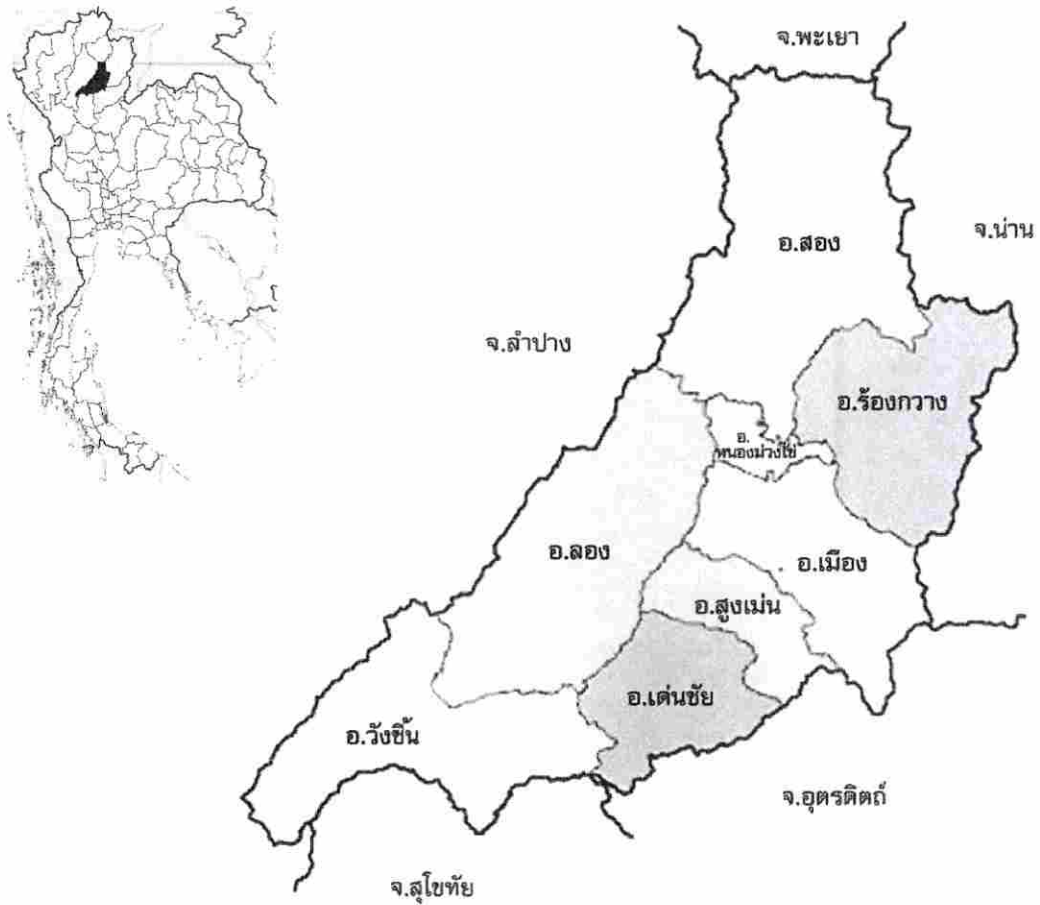 จ.พะเยา
อ.สอง
จ.น่าน
จ.ลำปาง
อ.ร้องกวาง
อ.
หนองม่วงไข่
อ.ลอง
อ.เมือง
อ.สูงเม่น
อ.เด่นชัย
อ.วังชิ้น
จ.อุตรดิตถ์
จ.สุโขทัย